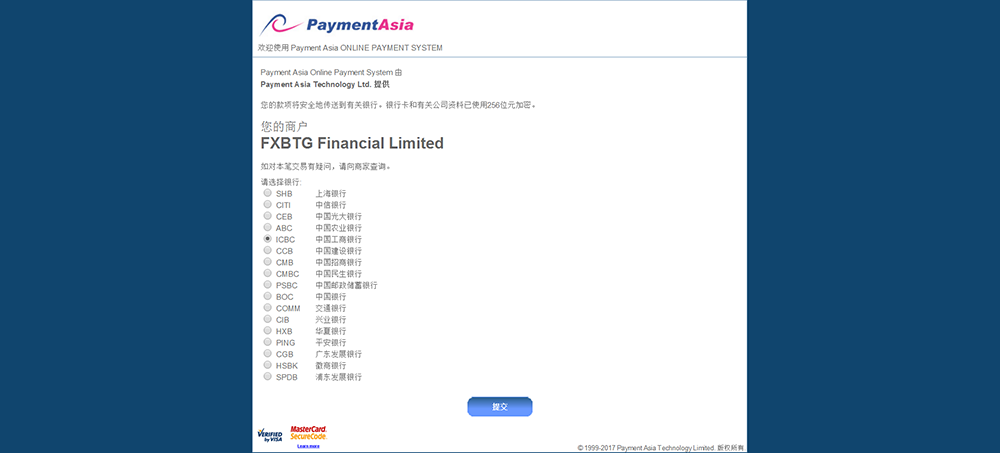 PaymentAsia
欢迎使用 Payment Asia ONLINE PAYMENT SYSTEM
Payment Asia Online Payment System 由
Payment Asia Technology Ltd. 提供
您的款项将安全地传送到有关银行。银行卡和有关公司资料已使用256位元加密。
您的商户
FXBTG Financial Limited
如对本笔交易有疑问，请向商家查询。
请选择银行:
SHB 上海银行
CITI 中信银行
CEB 中国光大银行
ABC 中国农业银行
ICBC 中国工商银行
CCB 中国建设银行
CMB 中国招商银行
CMBC 中国民生银行
PSBC 中国邮政储蓄银行
BOC 中国银行
COMM 交通银行
CIB 兴业银行
HXB 华夏银行
PING 平安银行
CGB 广东发展银行
HSBK 徽商银行
SPDB 浦东发展银行
提交
VERIFIED
by VISA
MasterCard.
SecureCode.
Learn more
© 1999-2017 Payment Asia Technology Limited. 版权所有.